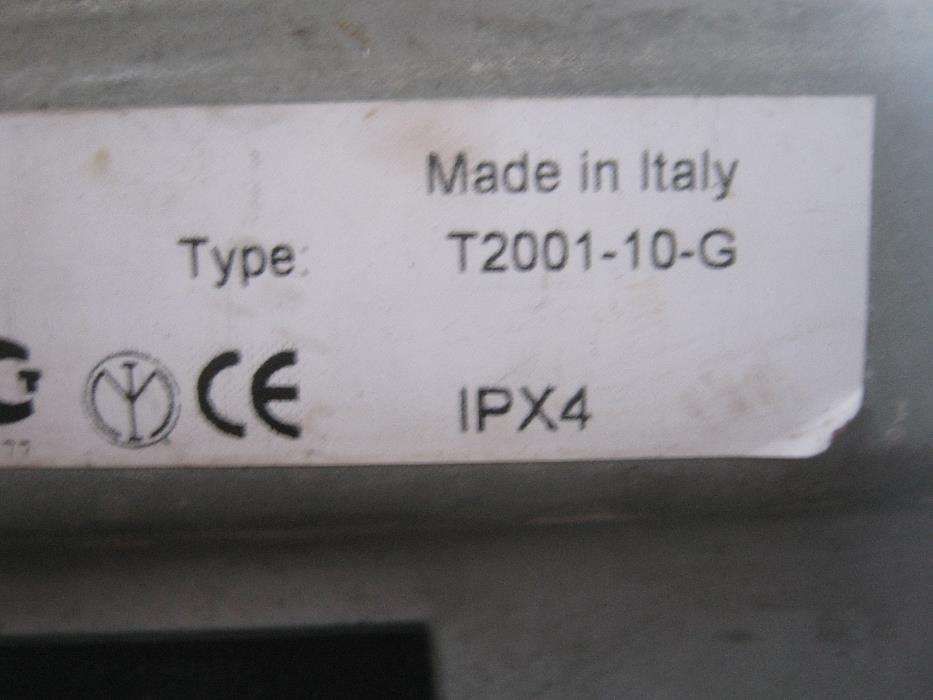 Made in Italy
Type: T2001-10-G
CE IPX4